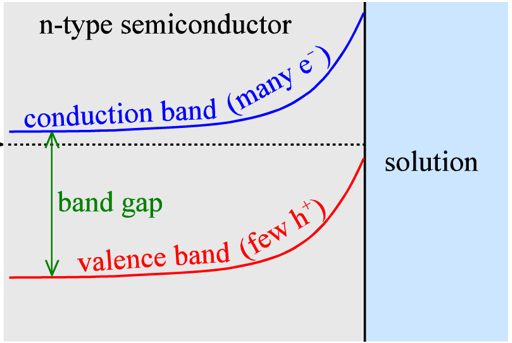 n-type semiconductor
conduction band (many e⁻)
solution
band gap
valence band (few h⁺)